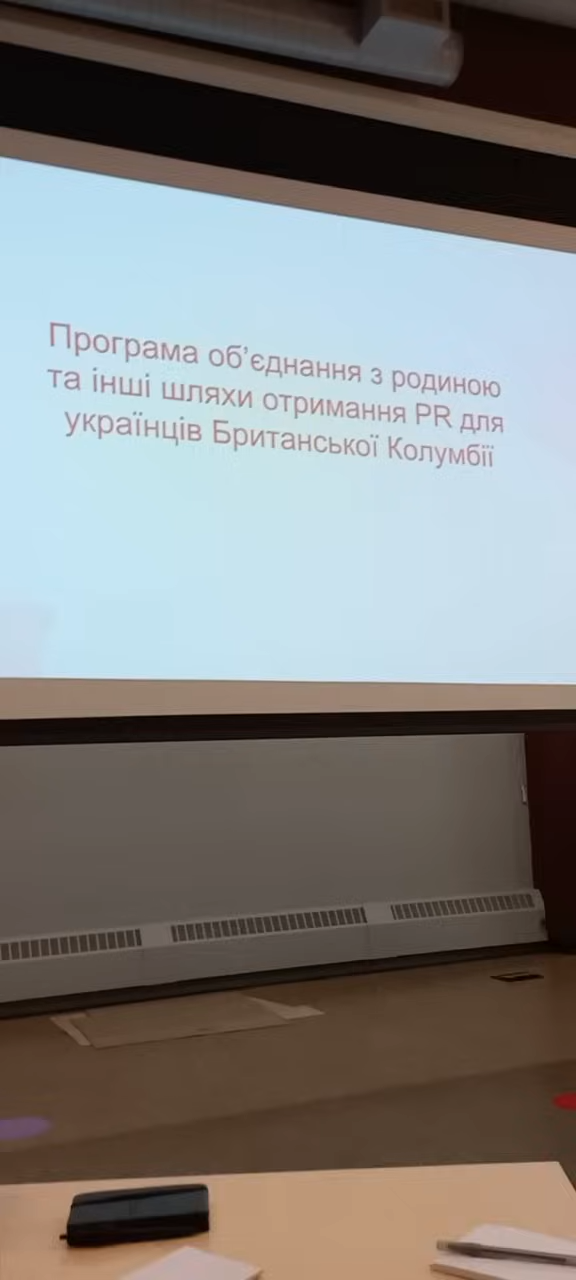 Програма об’єднання з родиною
та інші шляхи отримання PR для
українців Британської Колумбії